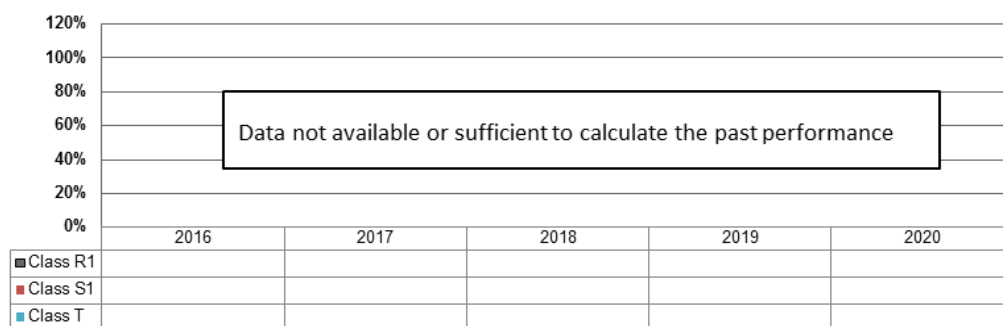 120%
100%
80%
Data not available or sufficient to calculate the past performance
60%
40%
20%
0%
2016 2017 2018 2019 2020
Class R1
Class S1
Class T